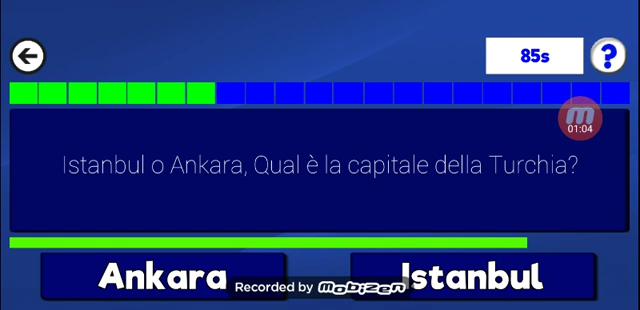 85s
?
01:04
Istanbul o Ankara, Qual è la capitale della Turchia?
Ankara
Istanbul
Recorded by mobizen